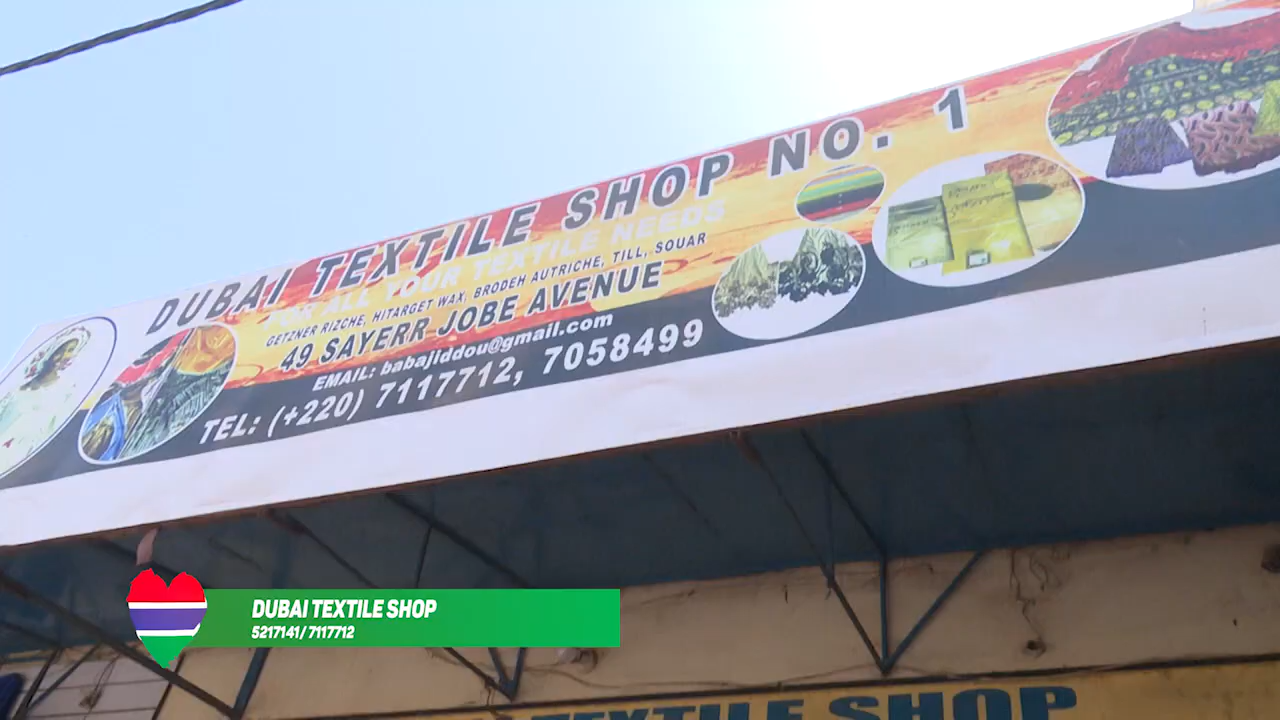 DUBAI TEXTILE SHOP NO. 1
FOR ALL YOUR TEXTILE NEEDS
GETZNER RIZCHE, HITARGET WAX, BRODEH AUTRICHE, TILL, SOUAR
49 SAYERR JOBE AVENUE
EMAIL: babajiddou@gmail.com
TEL: (+220) 7117712, 7058499
DUBAI TEXTILE SHOP
5217141/ 7117712
TEXTILE SHOP